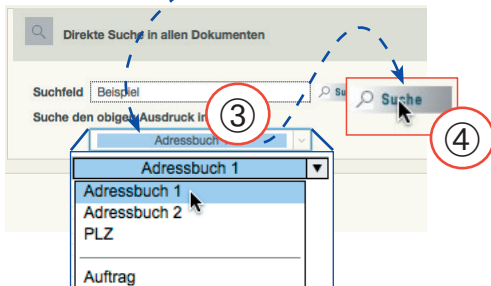 Direkte Suche in allen Dokumenten
Suchfeld Beispiel Su
Suche
Suche den obigen Ausdruck in
③
④
Adressbuch
Adressbuch 1
Adressbuch 1
Adressbuch 2
PLZ
Auftrag